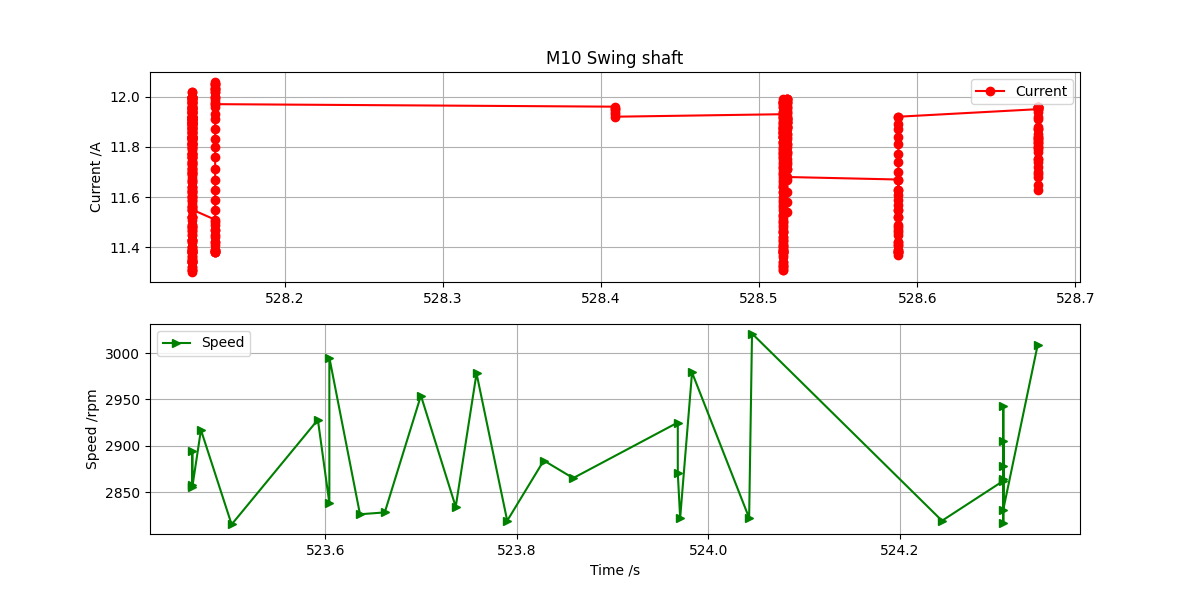 M10 Swing shaft
Current /A
12.0
11.8
11.6
11.4
Current
528.2 528.3 528.4 528.5 528.6 528.7
Speed /rpm
3000
2950
2900
2850
Speed
523.6 523.8 524.0 524.2
Time /s